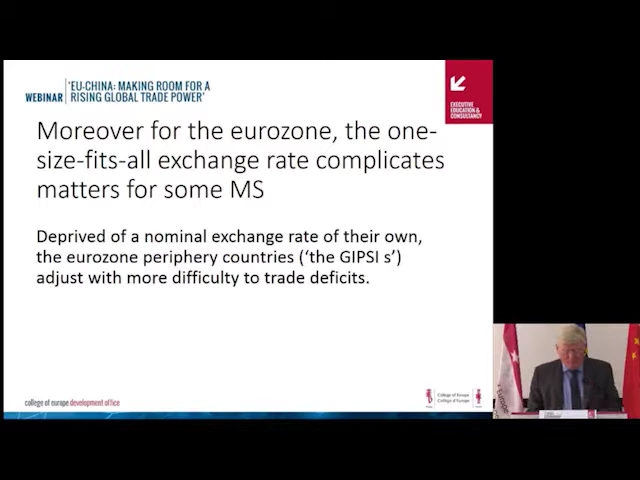 WEBINAR
'EU-CHINA: MAKING ROOM FOR A
RISING GLOBAL TRADE POWER'
EXECUTIVE
EDUCATION &
CONSULTANCY
Moreover for the eurozone, the one-
size-fits-all exchange rate complicates
matters for some MS
Deprived of a nominal exchange rate of their own,
the eurozone periphery countries ('the GIPSI s')
adjust with more difficulty to trade deficits.
college of europe development office
College of Europe
Collège d'Europe